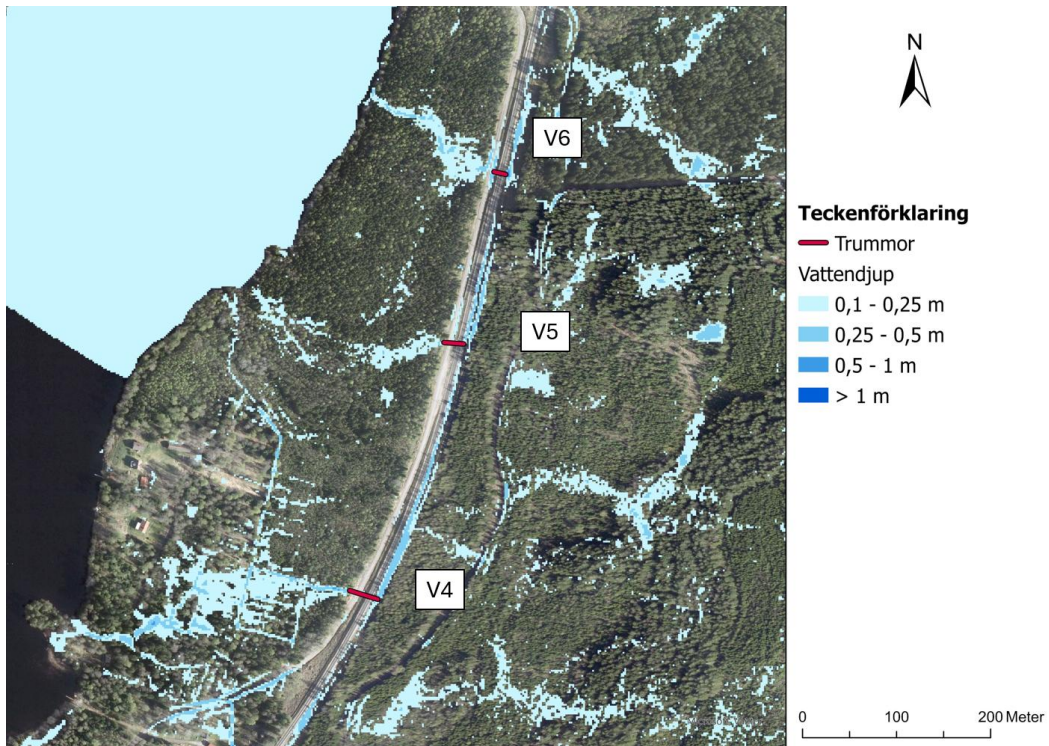 N
V6
V5
V4
Teckenförklaring
Trummor
Vattendjup
0,1 - 0,25 m
0,25 - 0,5 m
0,5 - 1 m
> 1 m
0 100 200 Meter